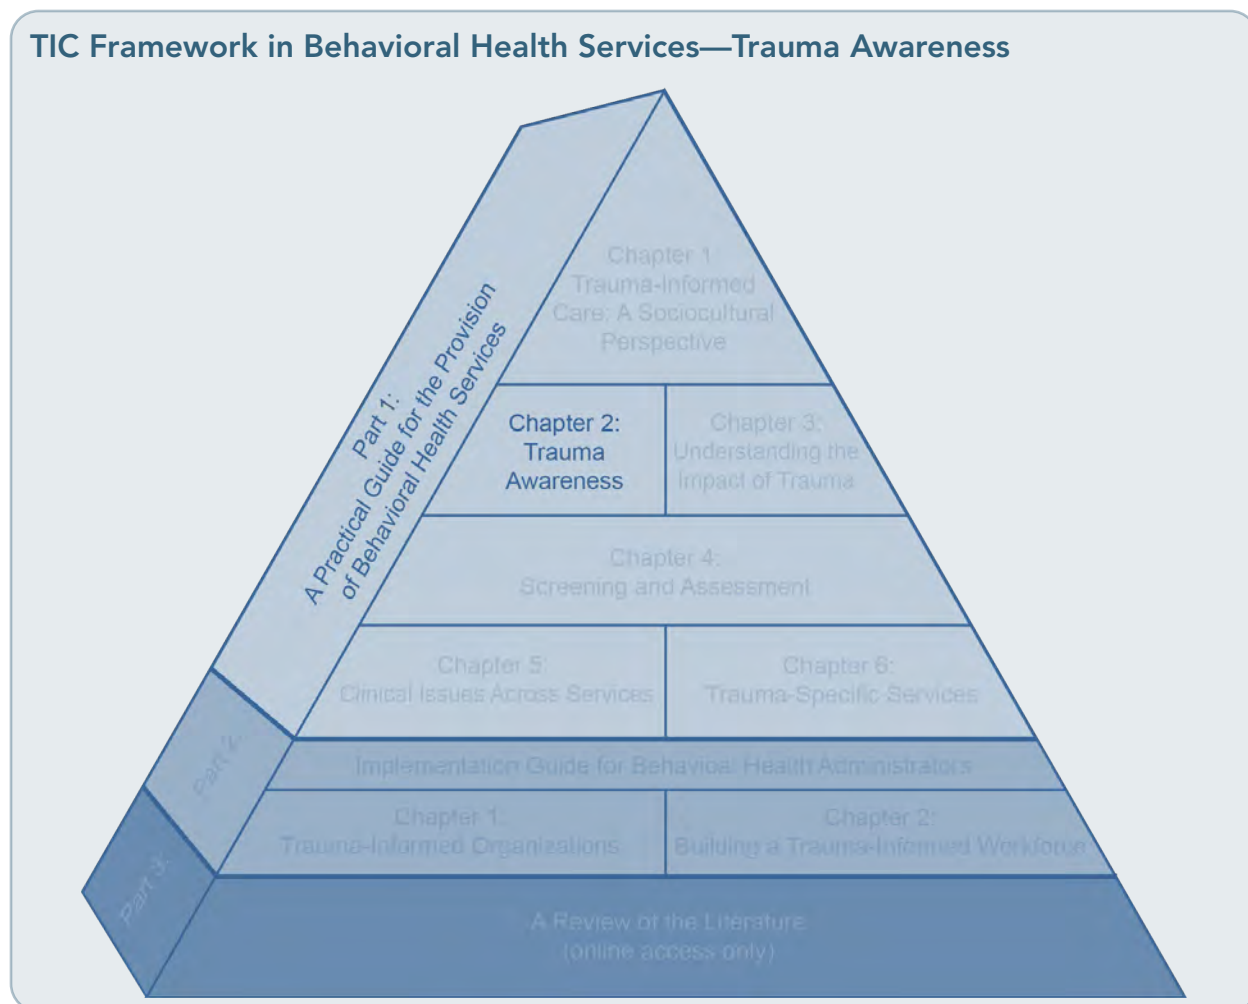 TIC Framework in Behavioral Health Services—Trauma Awareness
Part 1:
A Practical Guide for the Provision
of Behavioral Health Services
Chapter 1
Trauma-Informed
Care: A Sociocultural
Perspective
Chapter 2:
Trauma
Awareness
Chapter 3:
Understanding the
Impact of Trauma
Chapter 4:
Screening and Assessment
Chapter 5:
Clinical Issues Across Services
Chapter 6:
Trauma-Specific Services
Part 2:
Implementation Guide for Behavioal Health Administrators
Chapter 1:
Trauma-Informed Organizations
Chapter 2:
Building a Trauma-Informed Workforce
Part 3:
A Review of the Literature
(online access only)